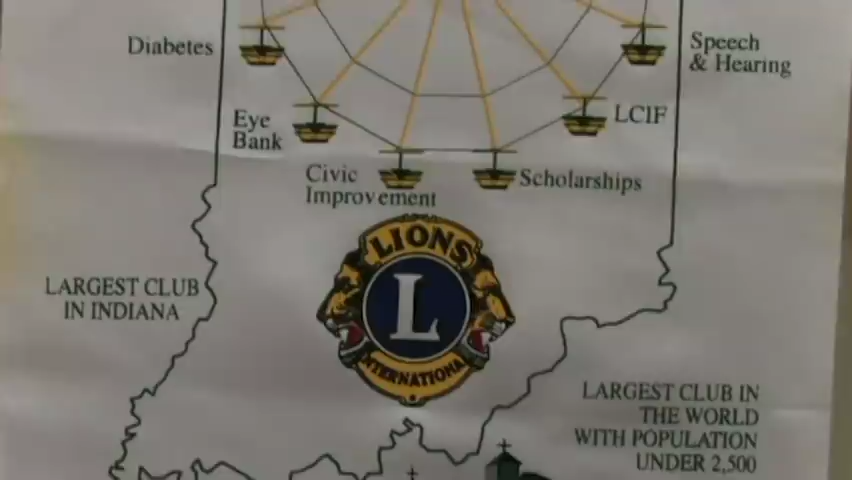 Diabetes
Speech
& Hearing
Eye
Bank
LCIF
Civic
Improvement
Scholarships
LIONS
L
INTERNATIONAL
LARGEST CLUB
IN INDIANA
LARGEST CLUB IN
THE WORLD
WITH POPULATION
UNDER 2,500